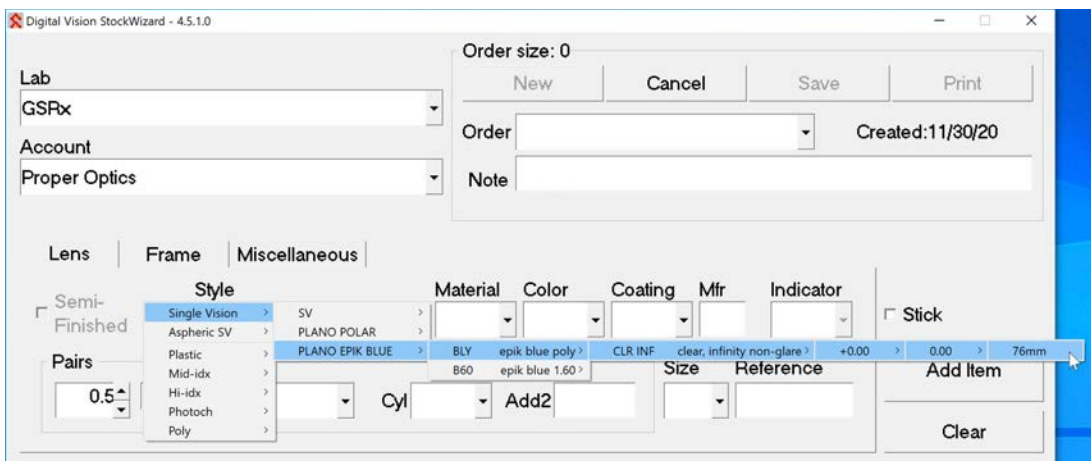 Digital Vision StockWizard - 4.5.1.0
Order size: 0
New Cancel Save Print
Lab
GSRx
Order Created:11/30/20
Account
Proper Optics
Note
Lens Frame Miscellaneous
Semi-
Finished
Style Material Color Coating Mfr Indicator
Stick
Single Vision SV
Aspheric SV PLANO POLAR
Plastic PLANO EPIK BLUE BLY epik blue poly CLR INF clear, infinity non-glare +0.00 0.00 76mm
Mid-idx B60 epik blue 1.60
Hi-idx
Photoch
Poly
Pairs Size Reference Add Item
0.5 Cyl Add2
Clear